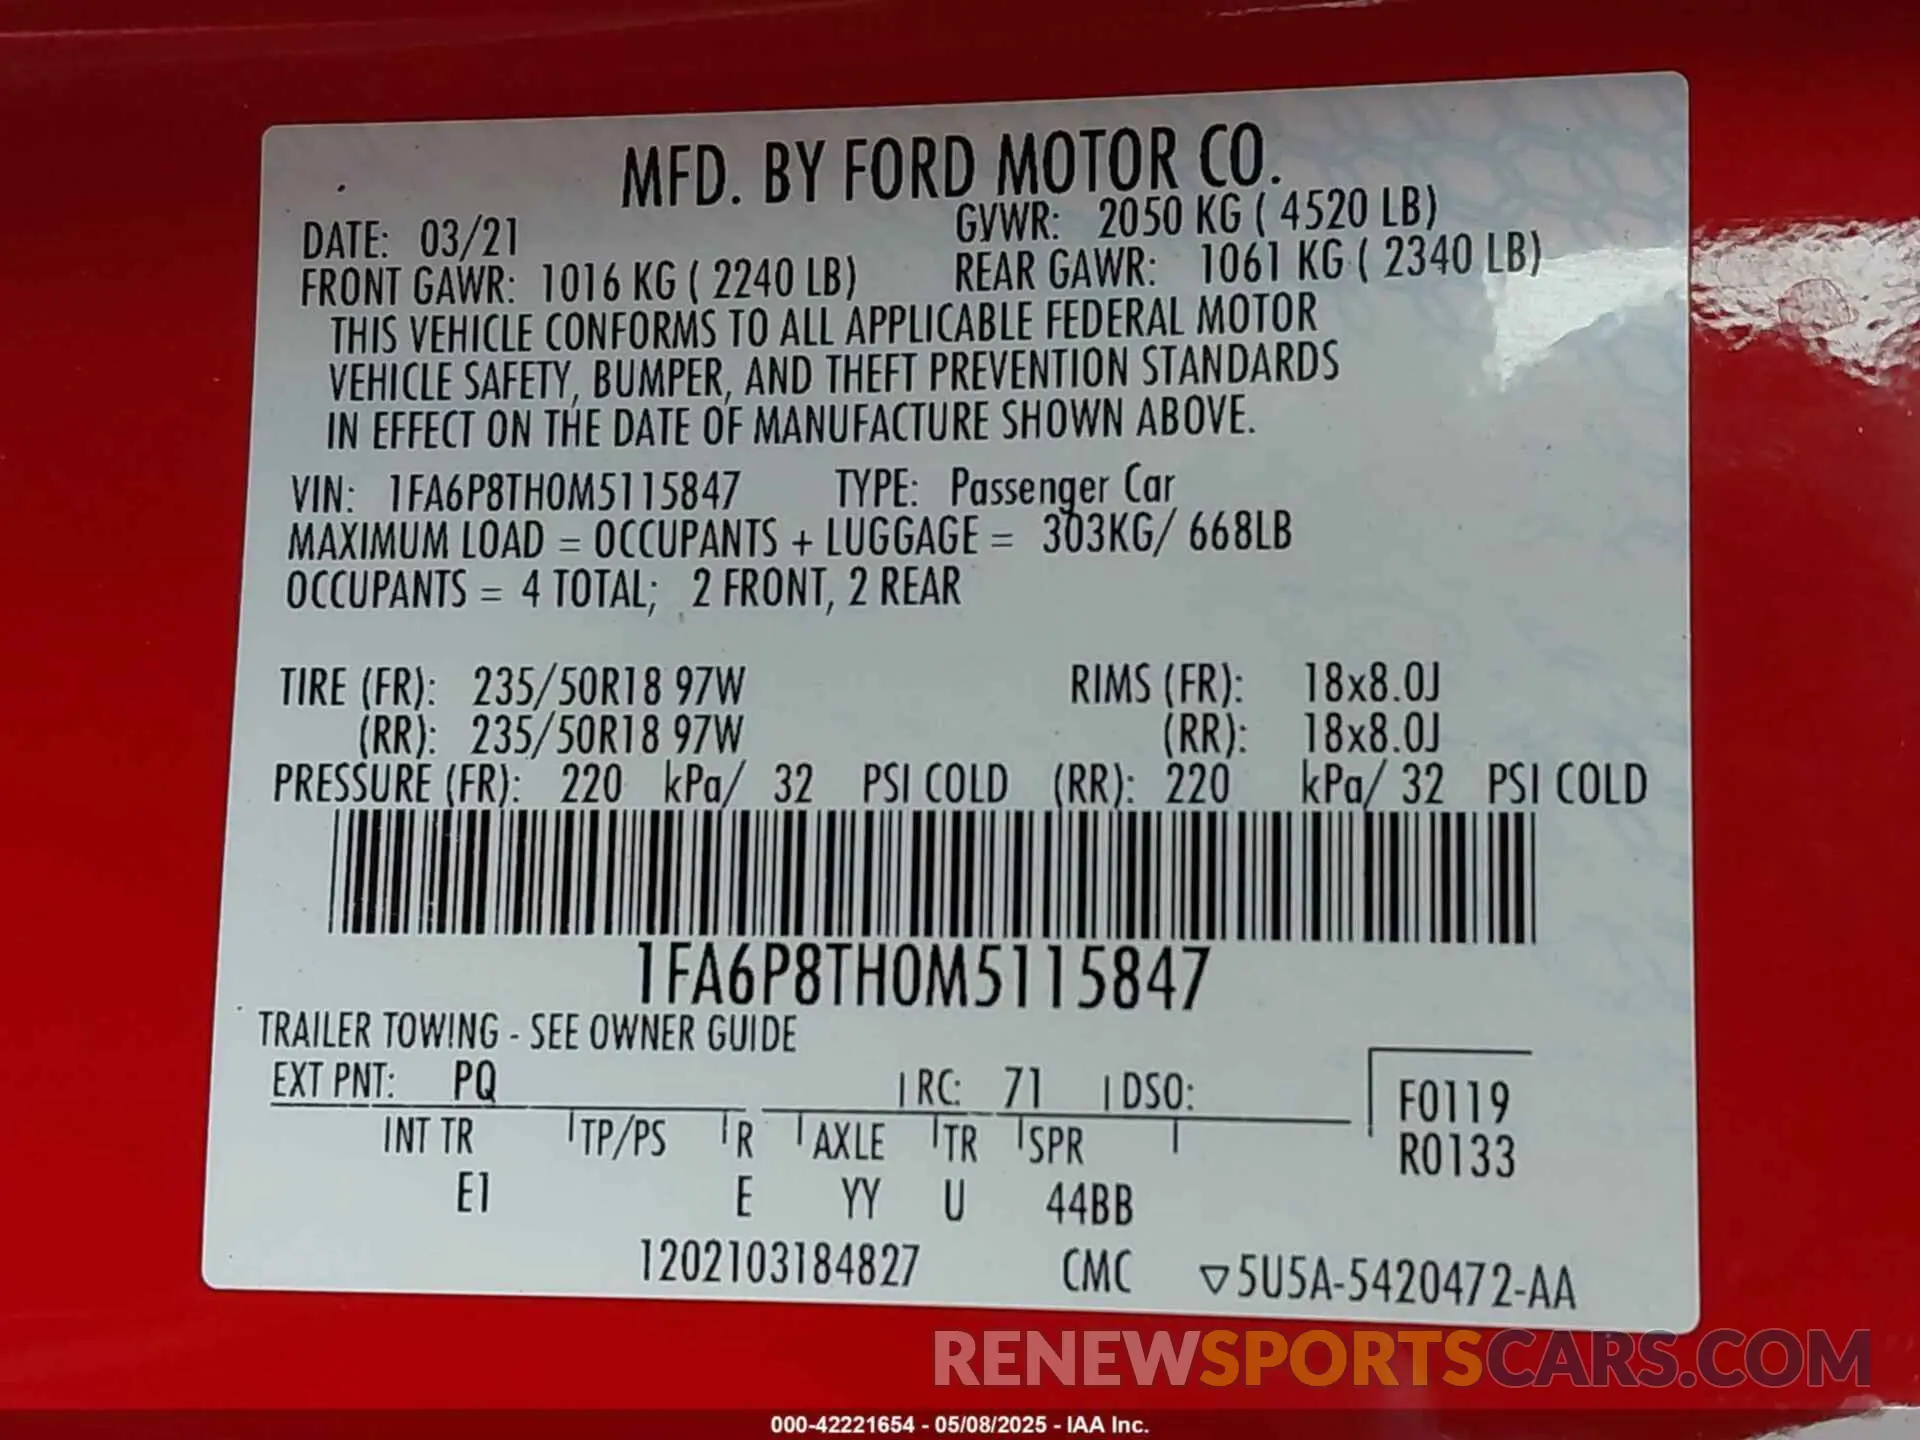 MFD. BY FORD MOTOR CO.
DATE: 03/21 GVWR: 2050 KG ( 4520 LB)
FRONT GAWR: 1016 KG ( 2240 LB) REAR GAWR: 1061 KG ( 2340 LB)
THIS VEHICLE CONFORMS TO ALL APPLICABLE FEDERAL MOTOR
VEHICLE SAFETY, BUMPER, AND THEFT PREVENTION STANDARDS
IN EFFECT ON THE DATE OF MANUFACTURE SHOWN ABOVE.
VIN: 1FA6P8TH0M5115847 TYPE: Passenger Car
MAXIMUM LOAD = OCCUPANTS + LUGGAGE = 303KG/ 668LB
OCCUPANTS = 4 TOTAL; 2 FRONT, 2 REAR
TIRE (FR): 235/50R18 97W RIMS (FR): 18x8.0J
(RR): 235/50R18 97W (RR): 18x8.0J
PRESSURE (FR): 220 kPa/ 32 PSI COLD (RR): 220 kPa/ 32 PSI COLD
1FA6P8TH0M5115847
TRAILER TOWING - SEE OWNER GUIDE
EXT PNT: PQ RC: 71 DSO: F0119
INT TR TP/PS R AXLE TR SPR R0133
E1 E YY U 44BB
1202103184827 CMC ▽5U5A-5420472-AA
RENEWSPORTSCARS.COM
000-42221654 - 05/08/2025 - IAA Inc.